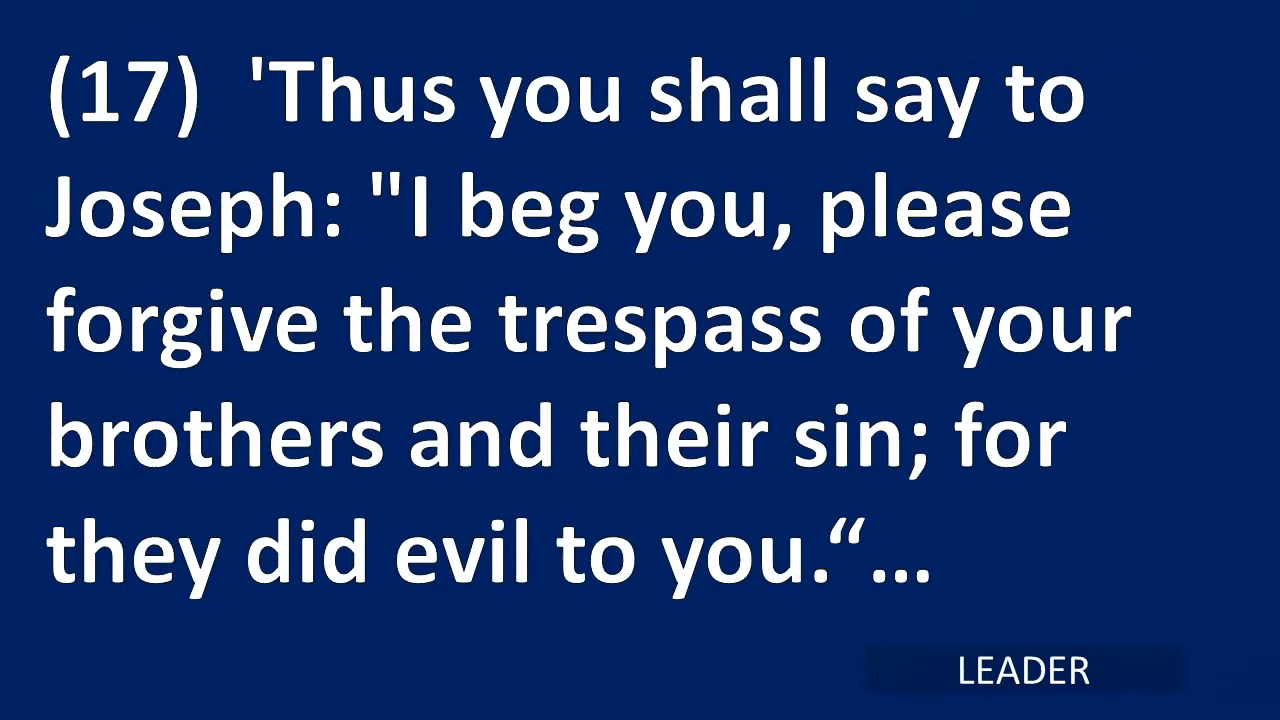 (17)  'Thus you shall say to
Joseph: "I beg you, please
forgive the trespass of your
brothers and their sin; for
they did evil to you.“...
LEADER